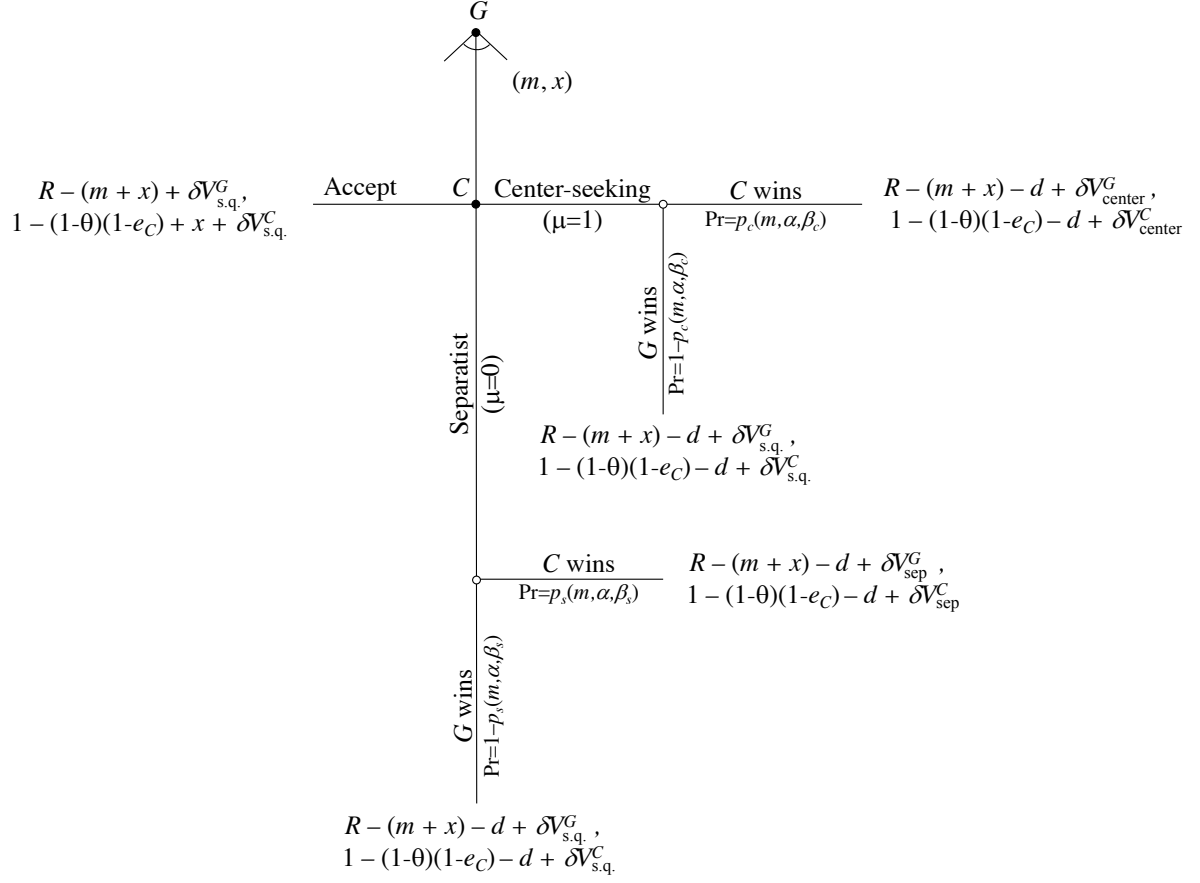 G
(m, x)
R – (m + x) + δV^G_s.q.,
1 – (1-θ)(1-e_C) + x + δV^C_s.q.
Accept
C
Center-seeking
(μ=1)
C wins
Pr=p_c(m,α,β_c)
R – (m + x) – d + δV^G_center ,
1 – (1-θ)(1-e_C) – d + δV^C_center
G wins
Pr=1–p_c(m,α,β_c)
R – (m + x) – d + δV^G_s.q. ,
1 – (1-θ)(1-e_C) – d + δV^C_s.q.
Separatist
(μ=0)
C wins
Pr=p_s(m,α,β_s)
R – (m + x) – d + δV^G_sep ,
1 – (1-θ)(1-e_C) – d + δV^C_sep
G wins
Pr=1–p_s(m,α,β_s)
R – (m + x) – d + δV^G_s.q. ,
1 – (1-θ)(1-e_C) – d + δV^C_s.q.